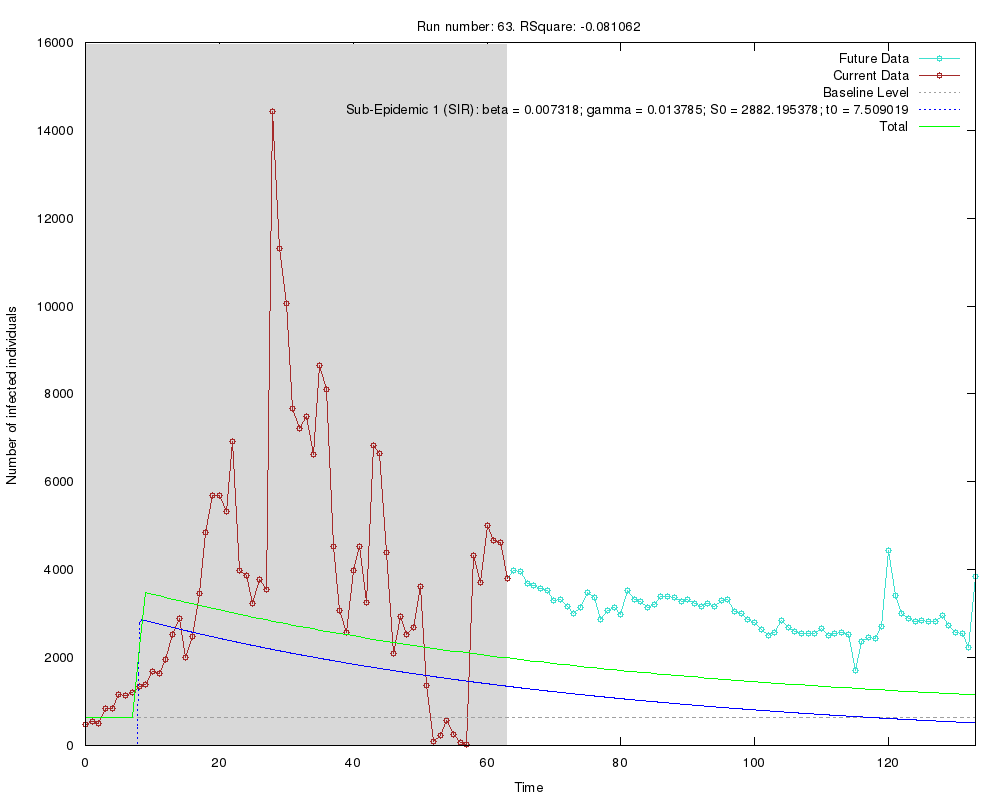 Run number: 63. RSquare: -0.081062
16000
14000
12000
10000
8000
6000
4000
2000
0
Number of infected individuals
Future Data
Current Data
Baseline Level
Sub-Epidemic 1 (SIR): beta = 0.007318; gamma = 0.013785; S0 = 2882.195378; t0 = 7.509019
Total
0 20 40 60 80 100 120
Time